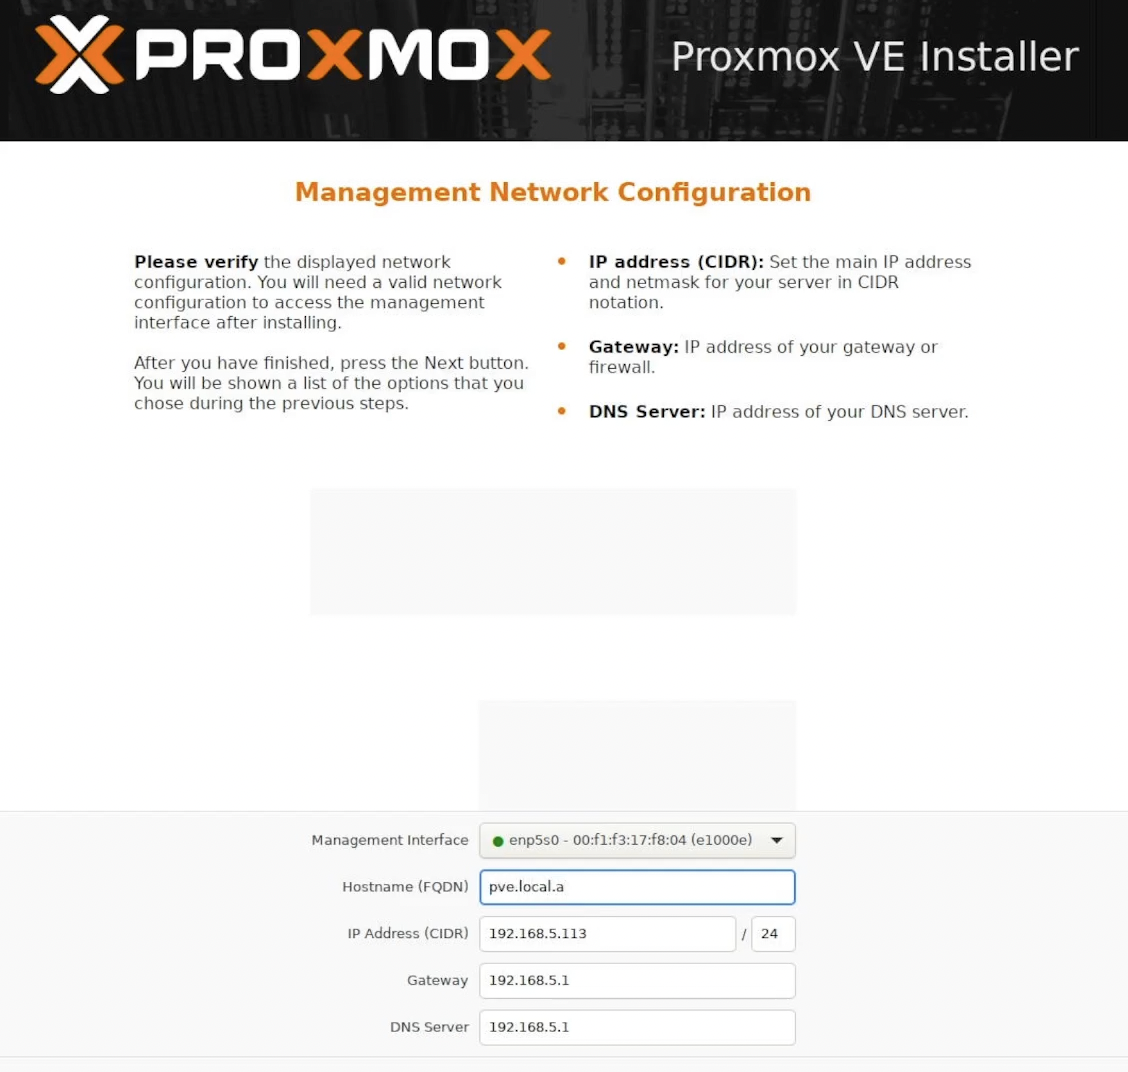 PROXMOX
Proxmox VE Installer
Management Network Configuration
Please verify the displayed network
configuration. You will need a valid network
configuration to access the management
interface after installing.
After you have finished, press the Next button.
You will be shown a list of the options that you
chose during the previous steps.
• IP address (CIDR): Set the main IP address
and netmask for your server in CIDR
notation.
• Gateway: IP address of your gateway or
firewall.
• DNS Server: IP address of your DNS server.
Management Interface enp5s0 - 00:f1:f3:17:f8:04 (e1000e)
Hostname (FQDN) pve.local.a
IP Address (CIDR) 192.168.5.113 / 24
Gateway 192.168.5.1
DNS Server 192.168.5.1